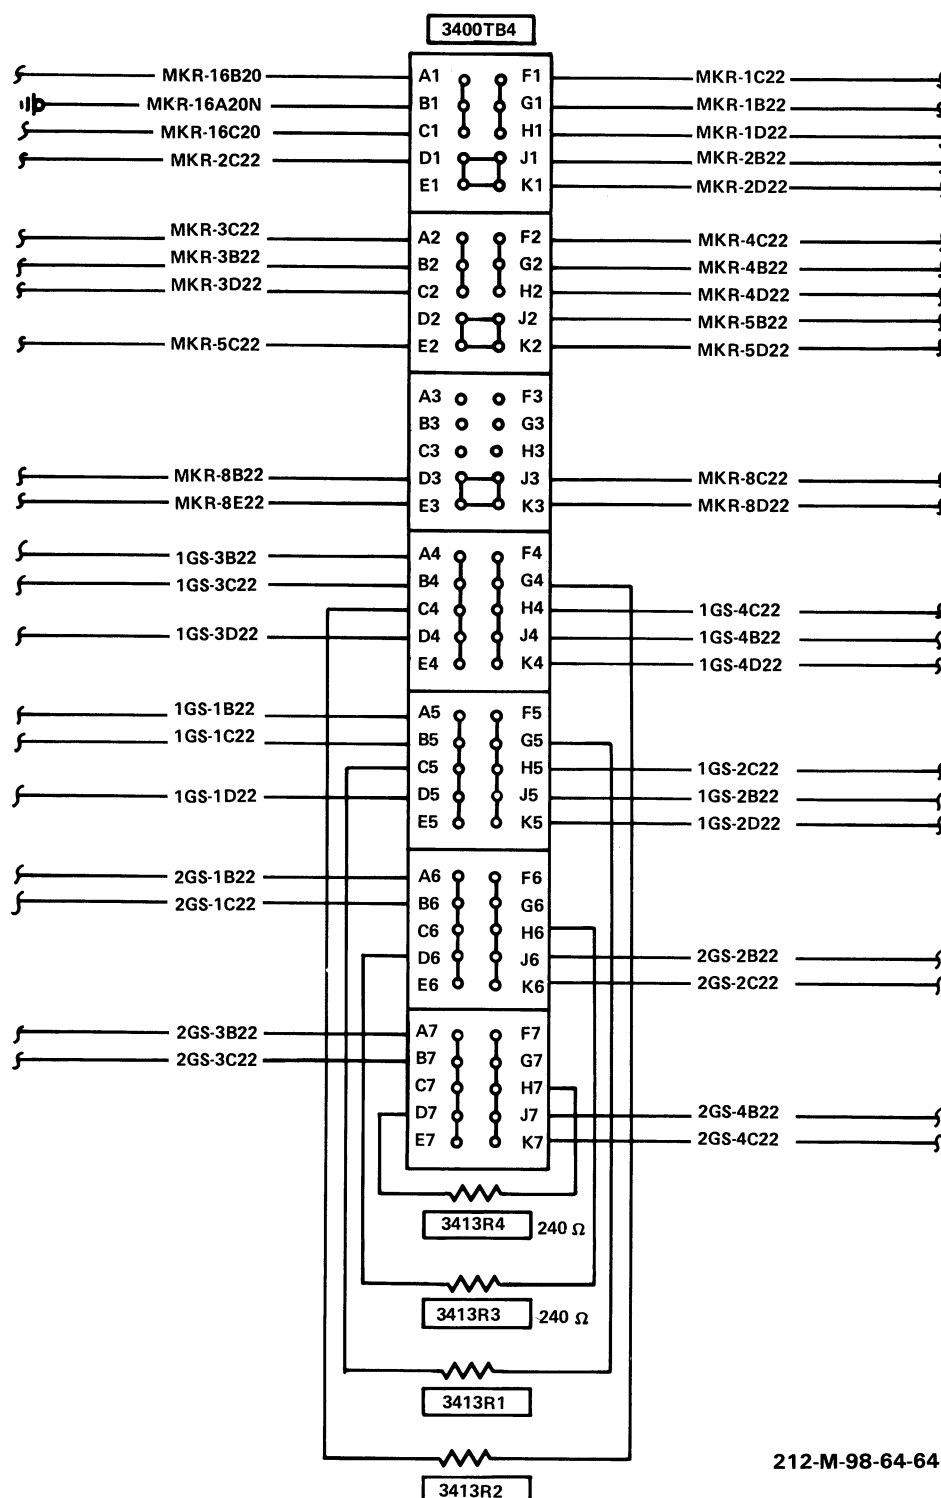 3400TB4
MKR-16B20 A1 F1 MKR-1C22
MKR-16A20N B1 G1 MKR-1B22
MKR-16C20 C1 H1 MKR-1D22
MKR-2C22 D1 J1 MKR-2B22
E1 K1 MKR-2D22
MKR-3C22 A2 F2 MKR-4C22
MKR-3B22 B2 G2 MKR-4B22
MKR-3D22 C2 H2 MKR-4D22
D2 J2 MKR-5B22
MKR-5C22 E2 K2 MKR-5D22
A3 F3
B3 G3
C3 H3
MKR-8B22 D3 J3 MKR-8C22
MKR-8E22 E3 K3 MKR-8D22
1GS-3B22 A4 F4
1GS-3C22 B4 G4
C4 H4 1GS-4C22
1GS-3D22 D4 J4 1GS-4B22
E4 K4 1GS-4D22
1GS-1B22 A5 F5
1GS-1C22 B5 G5
C5 H5 1GS-2C22
1GS-1D22 D5 J5 1GS-2B22
E5 K5 1GS-2D22
2GS-1B22 A6 F6
2GS-1C22 B6 G6
C6 H6
D6 J6 2GS-2B22
E6 K6 2GS-2C22
2GS-3B22 A7 F7
2GS-3C22 B7 G7
C7 H7
D7 J7 2GS-4B22
E7 K7 2GS-4C22
3413R4 240 Ω
3413R3 240 Ω
3413R1
212-M-98-64-64
3413R2